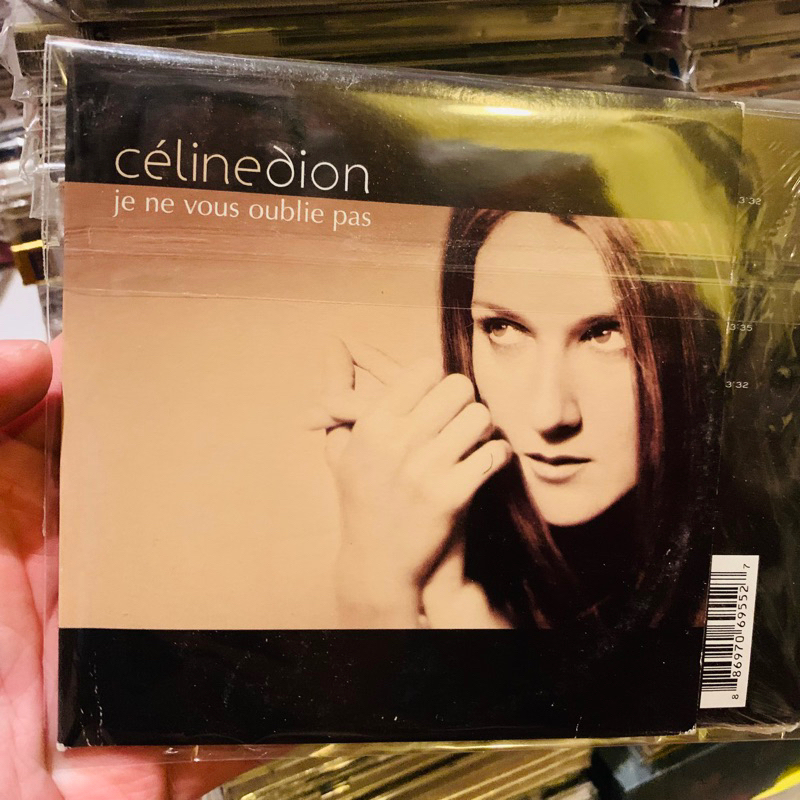 célinedion
je ne vous oublie pas
3'32
3'35
3'32
8 86970 69552 7